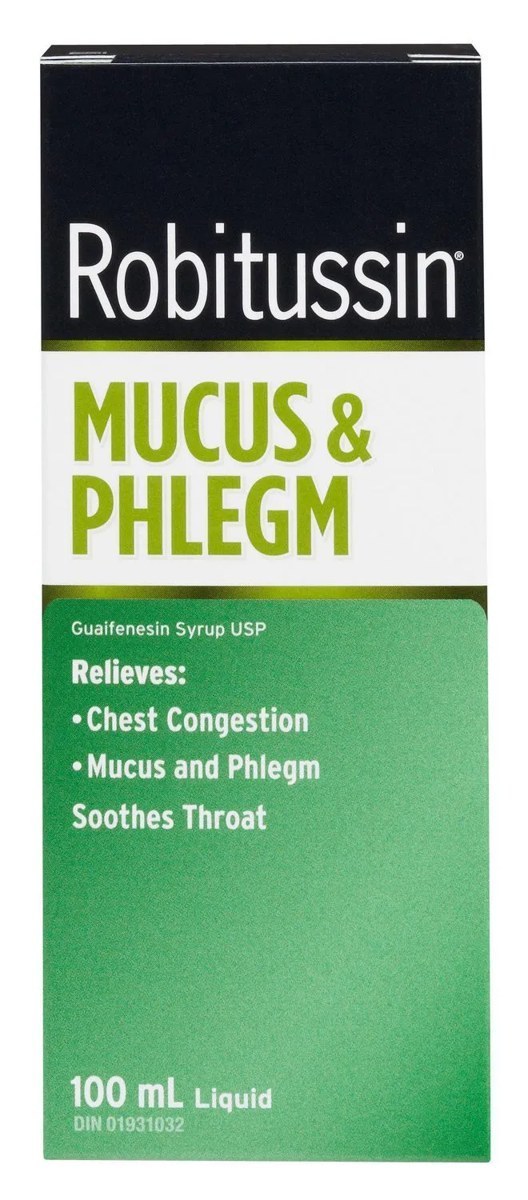 Robitussin®
MUCUS &
PHLEGM
Guaifenesin Syrup USP
Relieves:
• Chest Congestion
• Mucus and Phlegm
Soothes Throat
100 mL Liquid
DIN 01931032